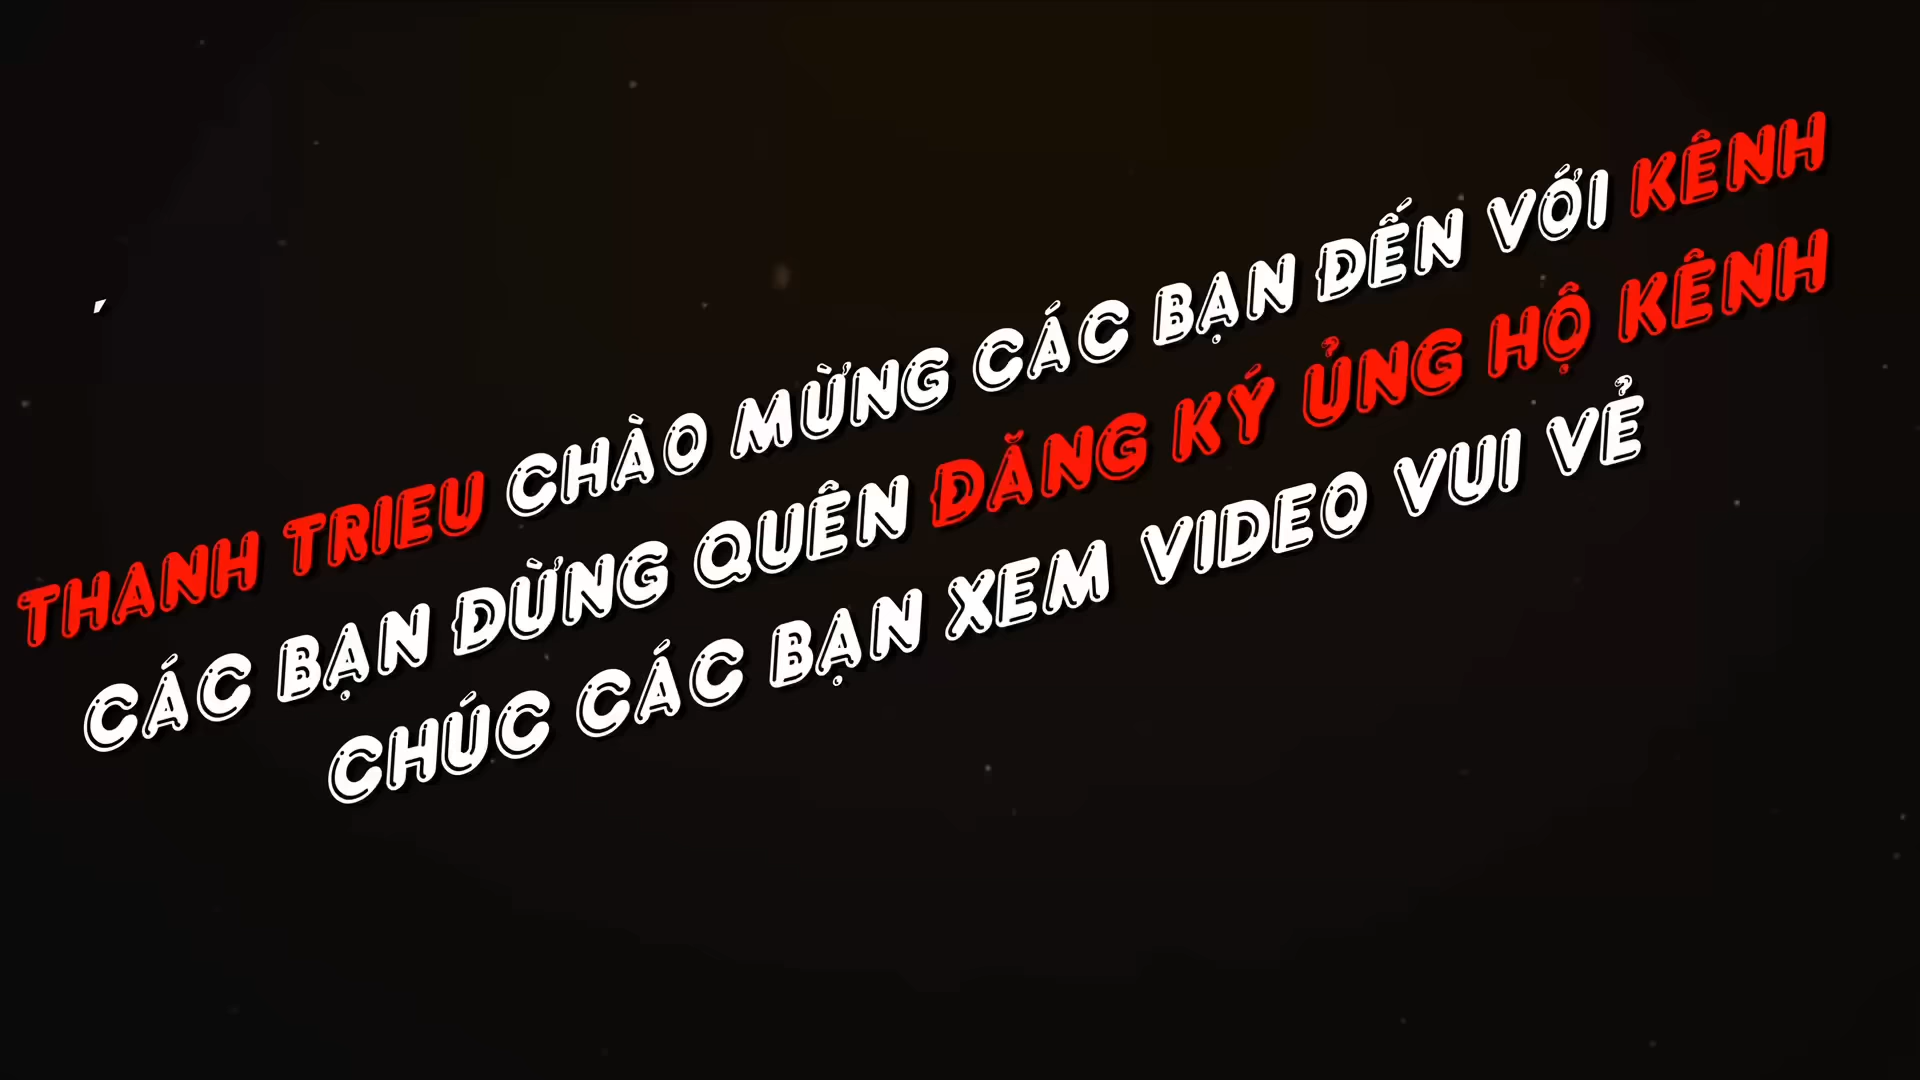 THANH TRIEU CHÀO MỪNG CÁC BẠN ĐẾN VỚI KÊNH
CÁC BẠN ĐỪNG QUÊN ĐĂNG KÝ ỦNG HỘ KÊNH
CHÚC CÁC BẠN XEM VIDEO VUI VẺ